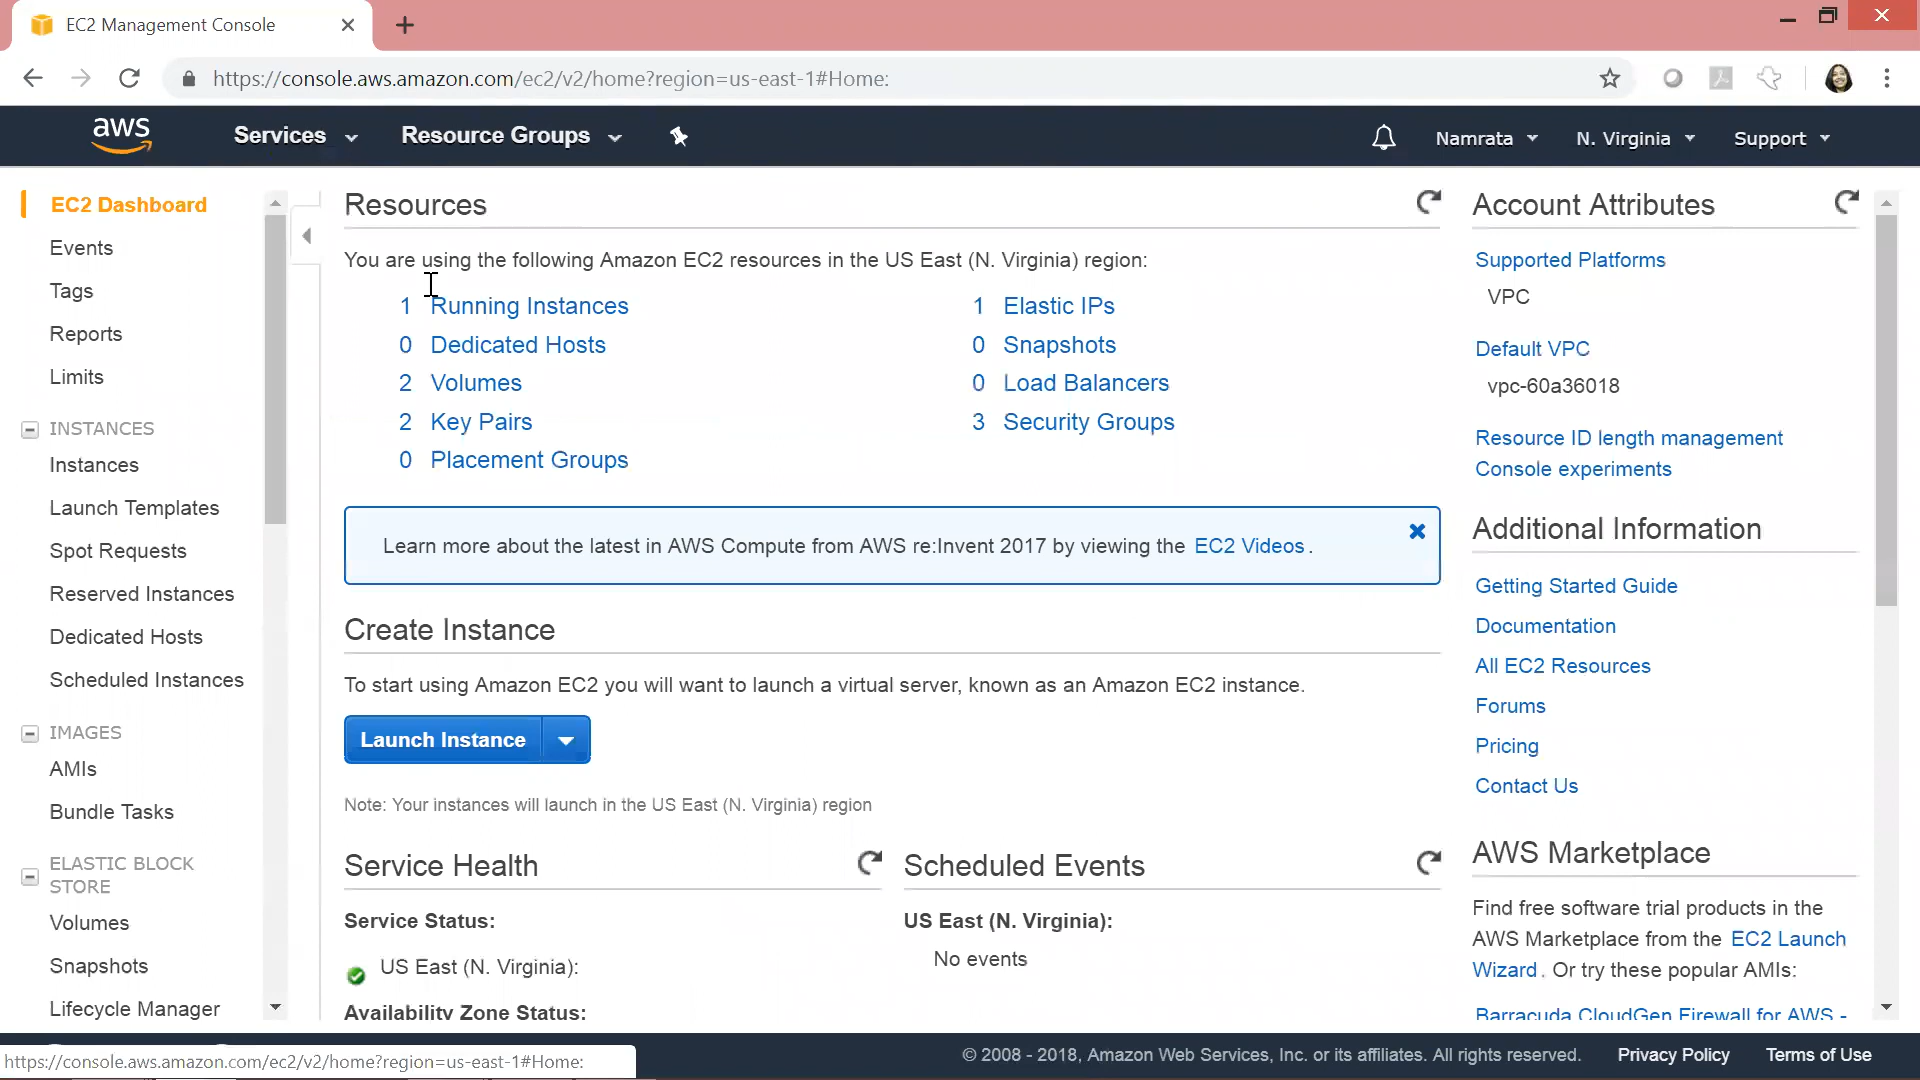 EC2 Management Console
https://console.aws.amazon.com/ec2/v2/home?region=us-east-1#Home:
aws
Services
Resource Groups
Namrata
N. Virginia
Support
EC2 Dashboard
Events
Tags
Reports
Limits
INSTANCES
Instances
Launch Templates
Spot Requests
Reserved Instances
Dedicated Hosts
Scheduled Instances
IMAGES
AMIs
Bundle Tasks
ELASTIC BLOCK
STORE
Volumes
Snapshots
Lifecycle Manager
Resources
You are using the following Amazon EC2 resources in the US East (N. Virginia) region:
1 Running Instances
0 Dedicated Hosts
2 Volumes
2 Key Pairs
0 Placement Groups
1 Elastic IPs
0 Snapshots
0 Load Balancers
3 Security Groups
Learn more about the latest in AWS Compute from AWS re:Invent 2017 by viewing the EC2 Videos.
Create Instance
To start using Amazon EC2 you will want to launch a virtual server, known as an Amazon EC2 instance.
Launch Instance
Note: Your instances will launch in the US East (N. Virginia) region
Service Health
Service Status:
US East (N. Virginia):
Availability Zone Status:
Scheduled Events
US East (N. Virginia):
No events
Account Attributes
Supported Platforms
VPC
Default VPC
vpc-60a36018
Resource ID length management
Console experiments
Additional Information
Getting Started Guide
Documentation
All EC2 Resources
Forums
Pricing
Contact Us
AWS Marketplace
Find free software trial products in the
AWS Marketplace from the EC2 Launch
Wizard. Or try these popular AMIs:
Barracuda CloudGen Firewall for AWS -
https://console.aws.amazon.com/ec2/v2/home?region=us-east-1#Home:
© 2008 - 2018, Amazon Web Services, Inc. or its affiliates. All rights reserved.
Privacy Policy
Terms of Use